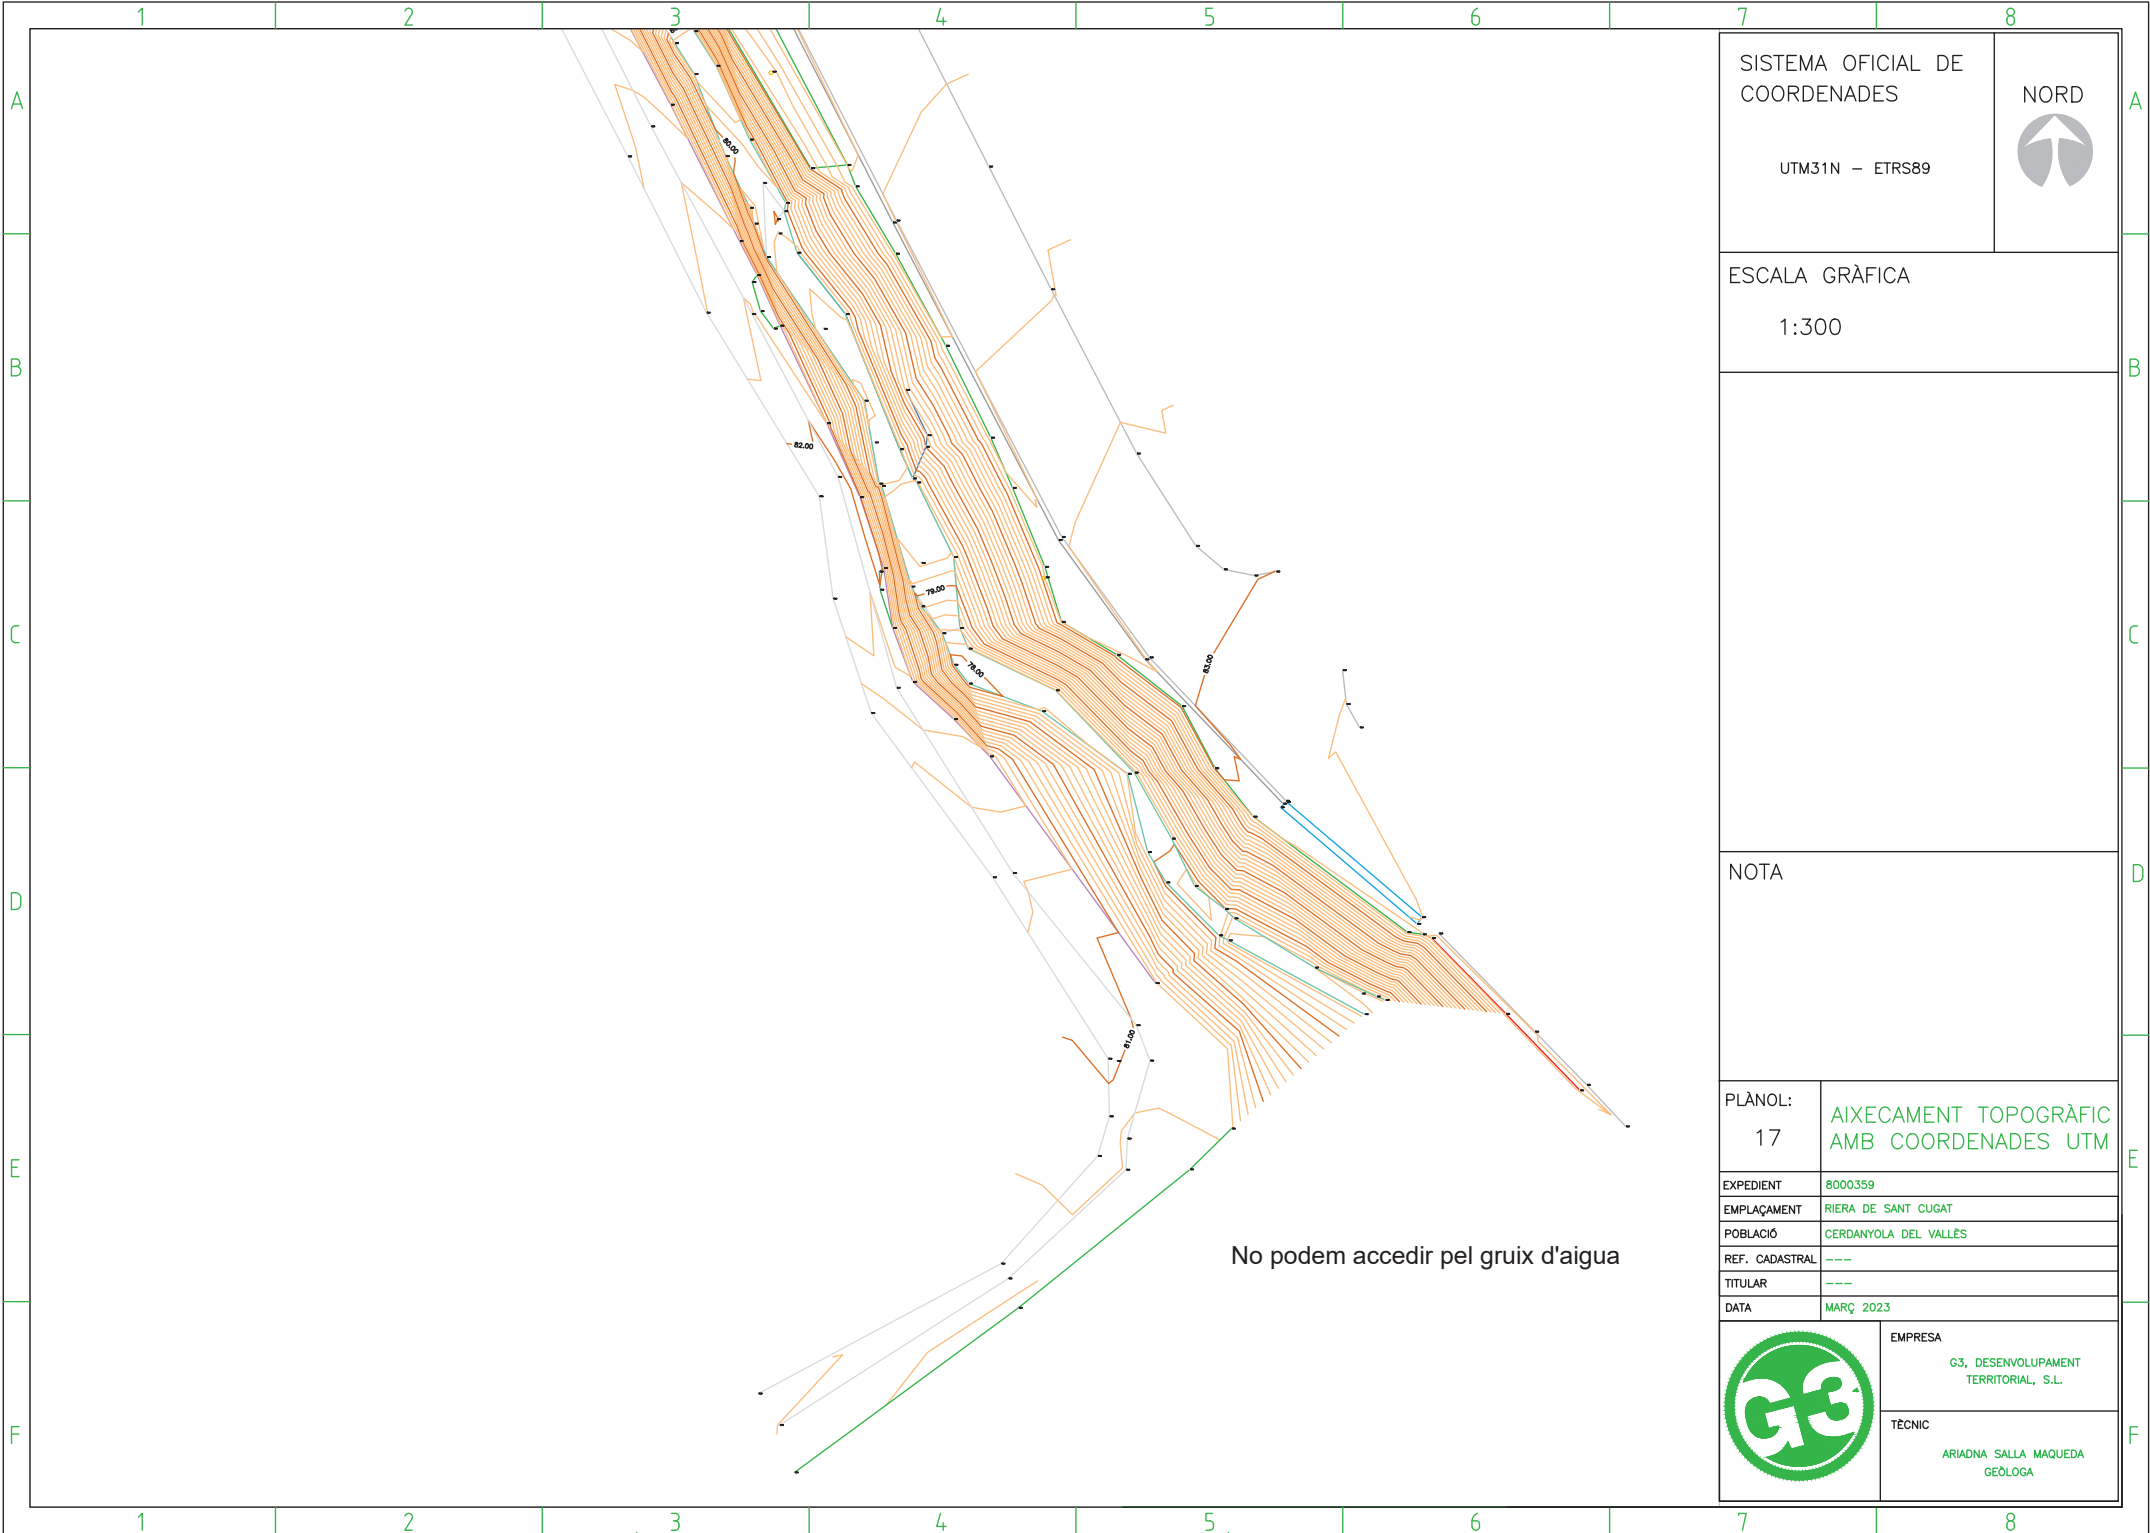 1 2 3 4 5 6 7 8
A A
B B
C C
D D
E E
F F
SISTEMA OFICIAL DE
COORDENADES
UTM31N – ETRS89
NORD
ESCALA GRÀFICA
1:300
NOTA
80.00
82.00
79.00
78.00
83.00
81.00
No podem accedir pel gruix d'aigua
PLÀNOL:
17
AIXECAMENT TOPOGRÀFIC
AMB COORDENADES UTM
EXPEDIENT 8000359
EMPLAÇAMENT RIERA DE SANT CUGAT
POBLACIÓ CERDANYOLA DEL VALLÈS
REF. CADASTRAL ---
TITULAR ---
DATA MARÇ 2023
G3
EMPRESA
G3, DESENVOLUPAMENT
TERRITORIAL, S.L.
TÈCNIC
ARIADNA SALLA MAQUEDA
GEÒLOGA
1 2 3 4 5 6 7 8